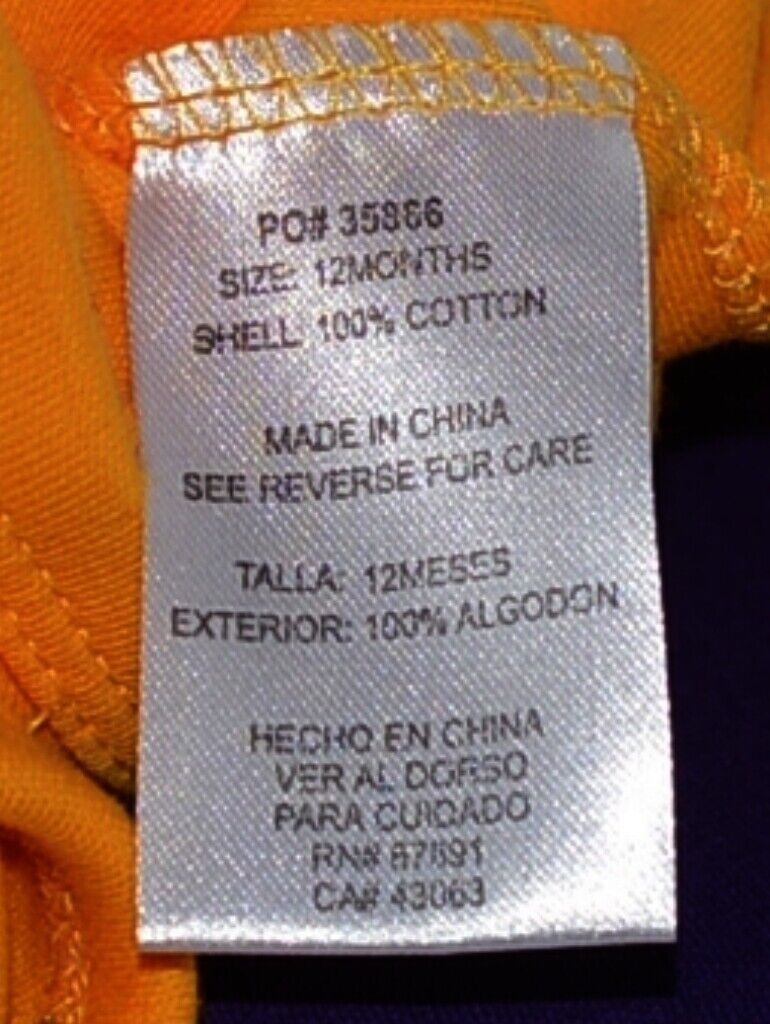 PO# 35866
SIZE: 12MONTHS
SHELL: 100% COTTON
MADE IN CHINA
SEE REVERSE FOR CARE
TALLA: 12MESES
EXTERIOR: 100% ALGODON
HECHO EN CHINA
VER AL DORSO
PARA CUIDADO
RN#
CA# 43063